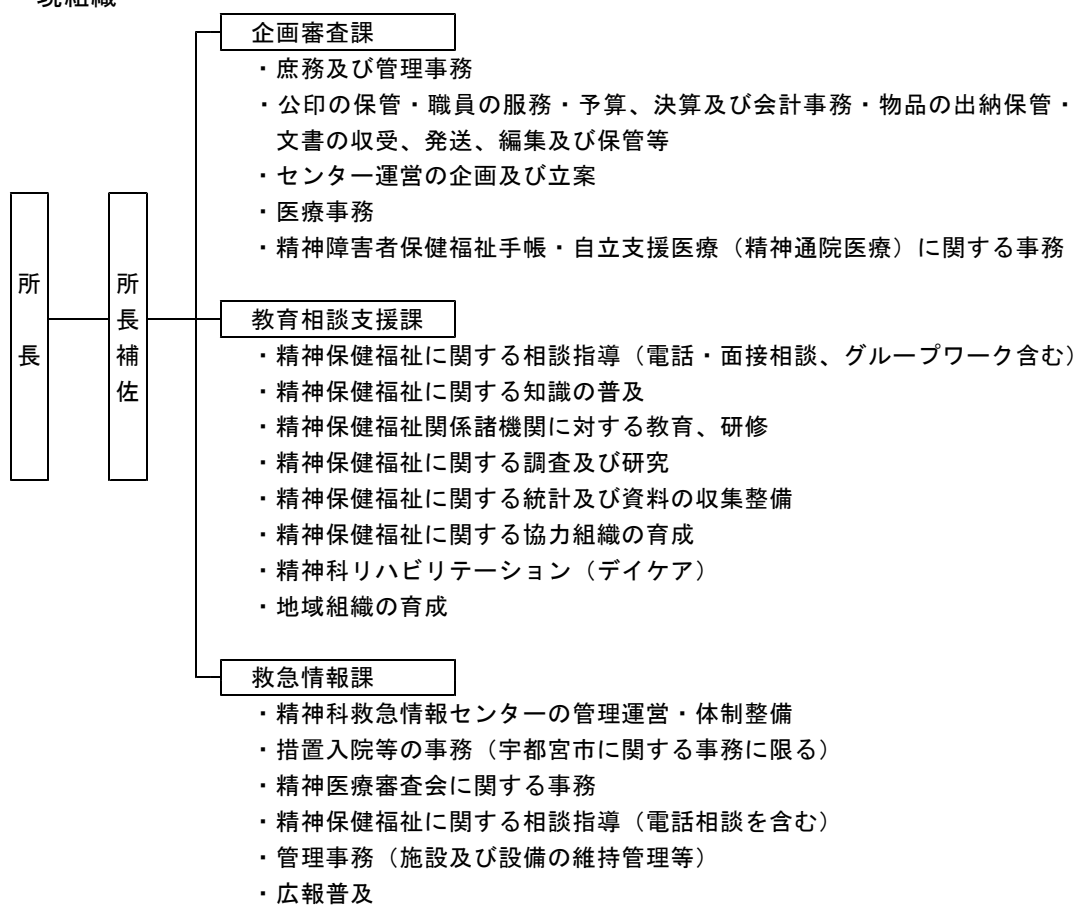 現組織
企画審査課
・庶務及び管理事務
・公印の保管・職員の服務・予算、決算及び会計事務・物品の出納保管・
文書の収受、発送、編集及び保管等
・センター運営の企画及び立案
・医療事務
・精神障害者保健福祉手帳・自立支援医療（精神通院医療）に関する事務
所長
所長補佐
教育相談支援課
・精神保健福祉に関する相談指導（電話・面接相談、グループワーク含む）
・精神保健福祉に関する知識の普及
・精神保健福祉関係諸機関に対する教育、研修
・精神保健福祉に関する調査及び研究
・精神保健福祉に関する統計及び資料の収集整備
・精神保健福祉に関する協力組織の育成
・精神科リハビリテーション（デイケア）
・地域組織の育成
救急情報課
・精神科救急情報センターの管理運営・体制整備
・措置入院等の事務（宇都宮市に関する事務に限る）
・精神医療審査会に関する事務
・精神保健福祉に関する相談指導（電話相談を含む）
・管理事務（施設及び設備の維持管理等）
・広報普及